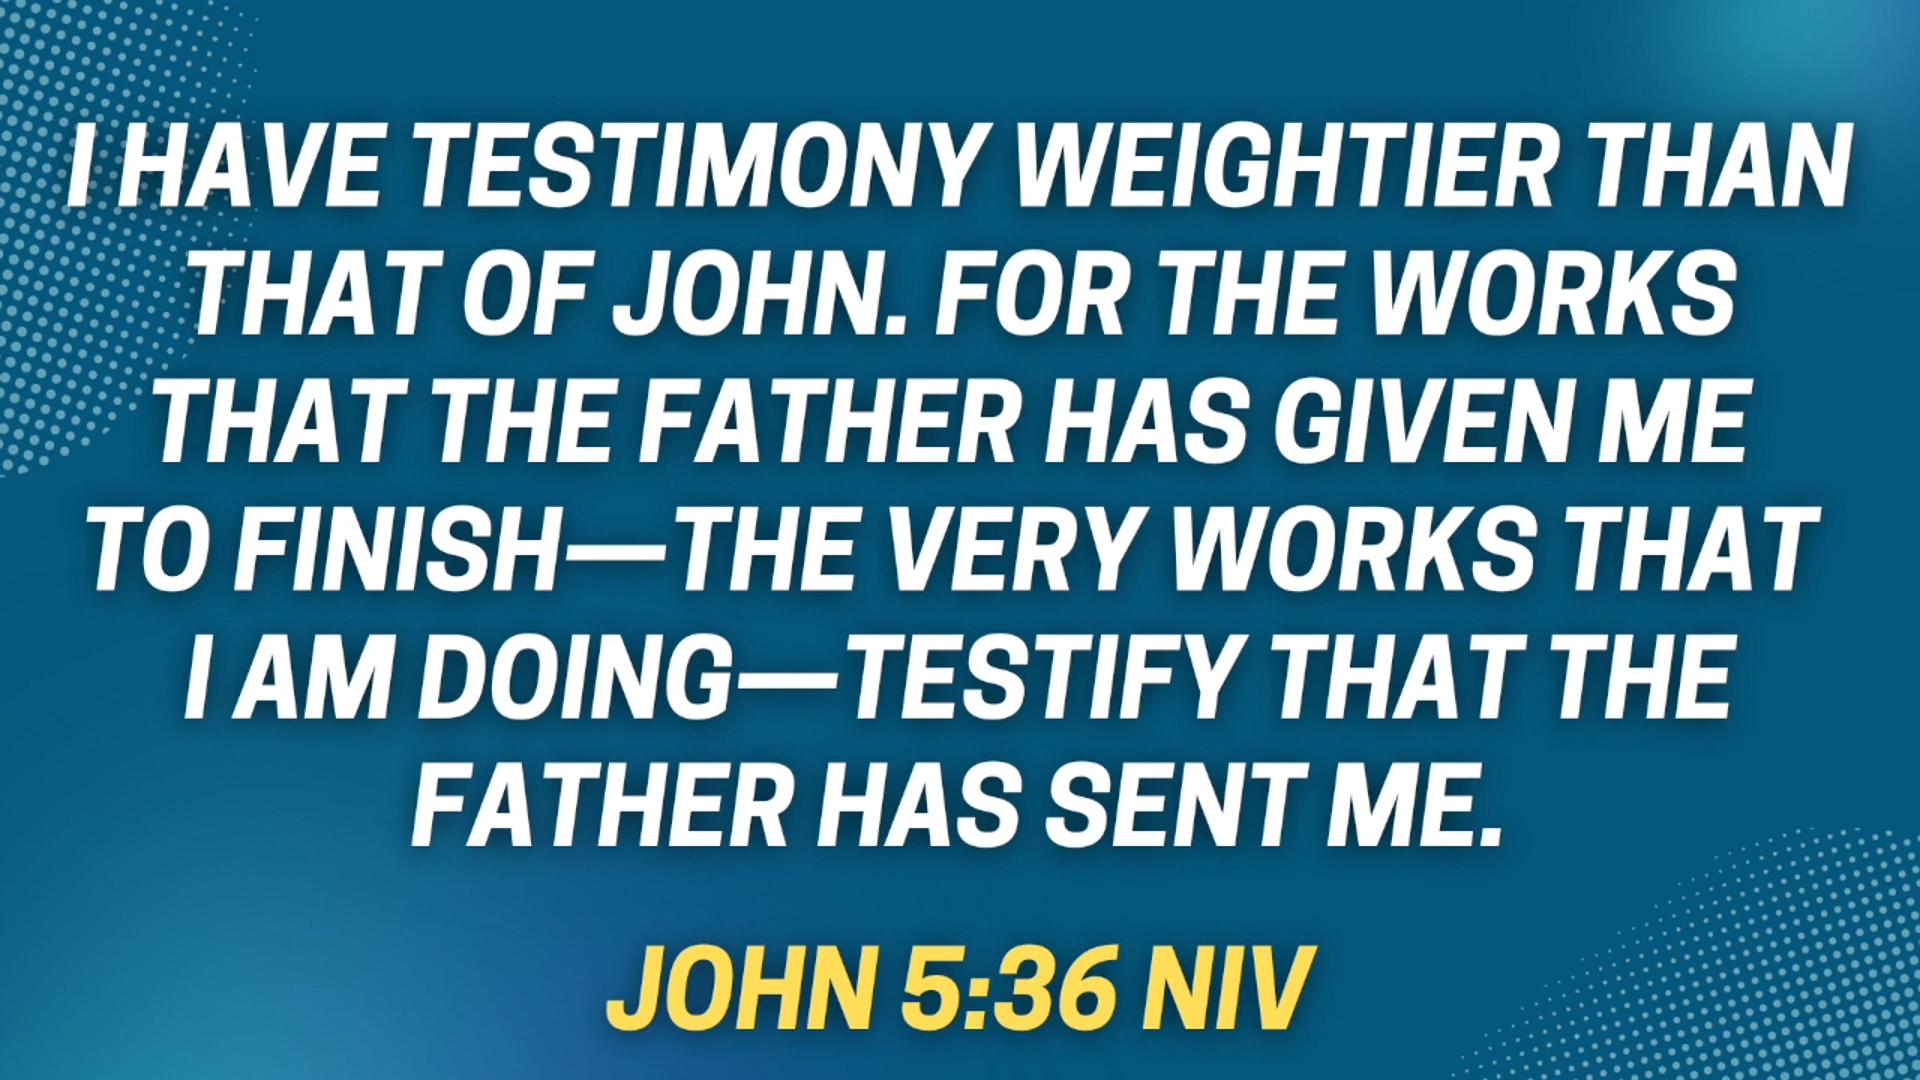 I HAVE TESTIMONY WEIGHTIER THAN
THAT OF JOHN. FOR THE WORKS
THAT THE FATHER HAS GIVEN ME
TO FINISH—THE VERY WORKS THAT
I AM DOING—TESTIFY THAT THE
FATHER HAS SENT ME.
JOHN 5:36 NIV